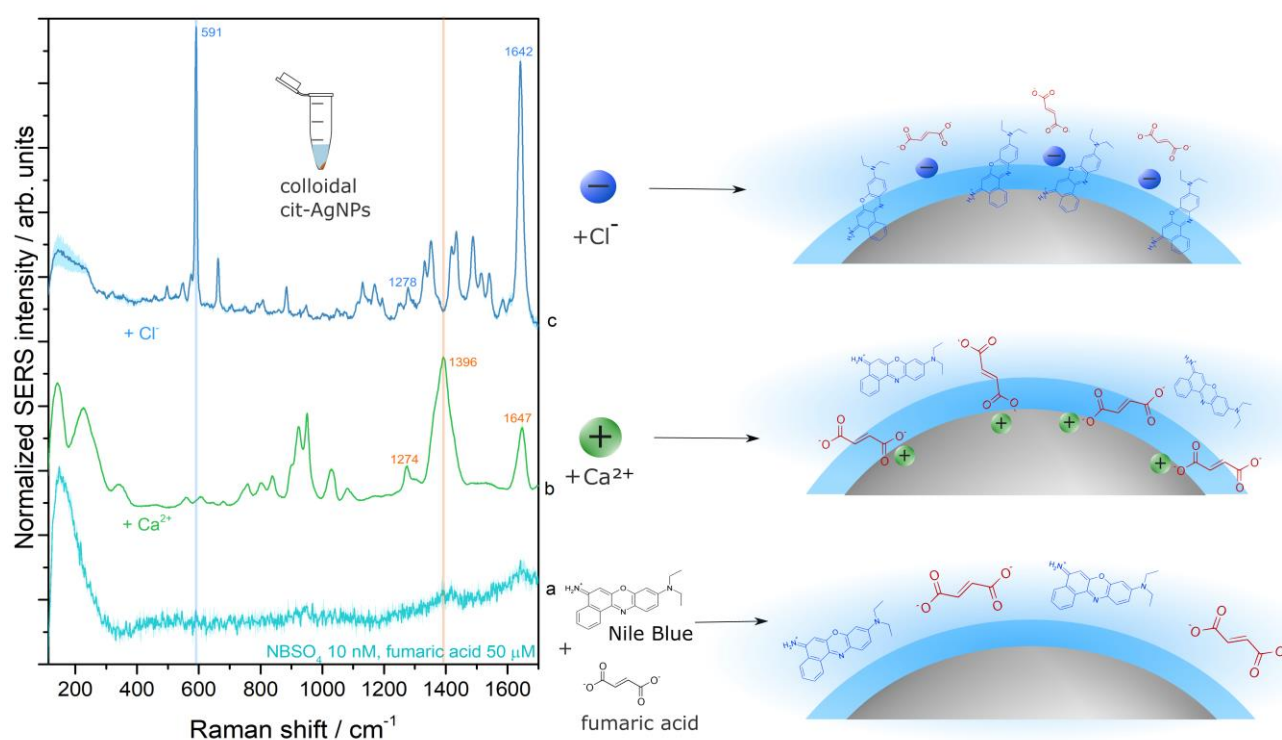 Normalized SERS intensity / arb. units
591
1642
colloidal
cit-AgNPs
1278
+ Cl⁻
c
1396
1647
1274
b
+ Ca²⁺
a
NBSO₄ 10 nM, fumaric acid 50 μM
200 400 600 800 1000 1200 1400 1600
Raman shift / cm⁻¹
−
+Cl⁻
+
+Ca²⁺
H₂N⁺ O N N
Nile Blue
+
⁻O O O O⁻
fumaric acid
− − −
+ + +